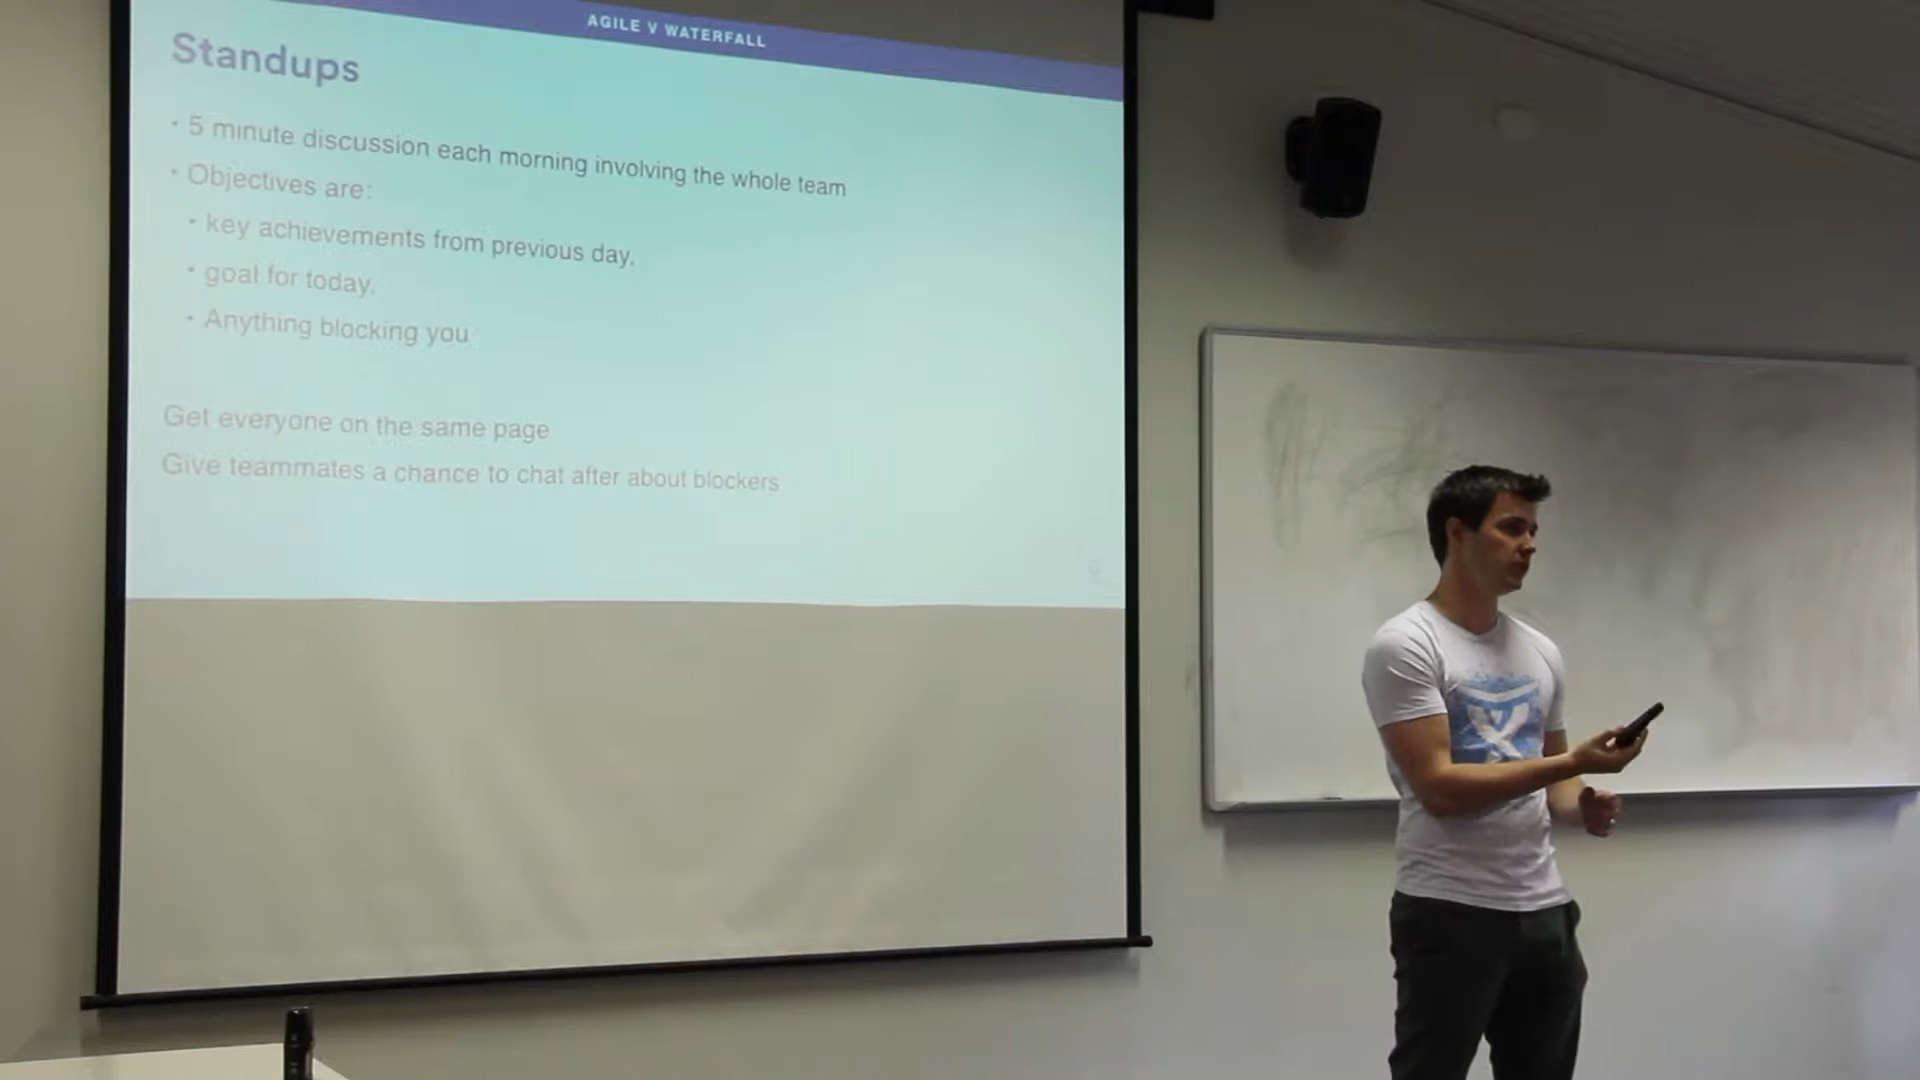 AGILE V WATERFALL
Standups
• 5 minute discussion each morning involving the whole team
• Objectives are:
• key achievements from previous day,
• goal for today,
• Anything blocking you
Get everyone on the same page
Give teammates a chance to chat after about blockers